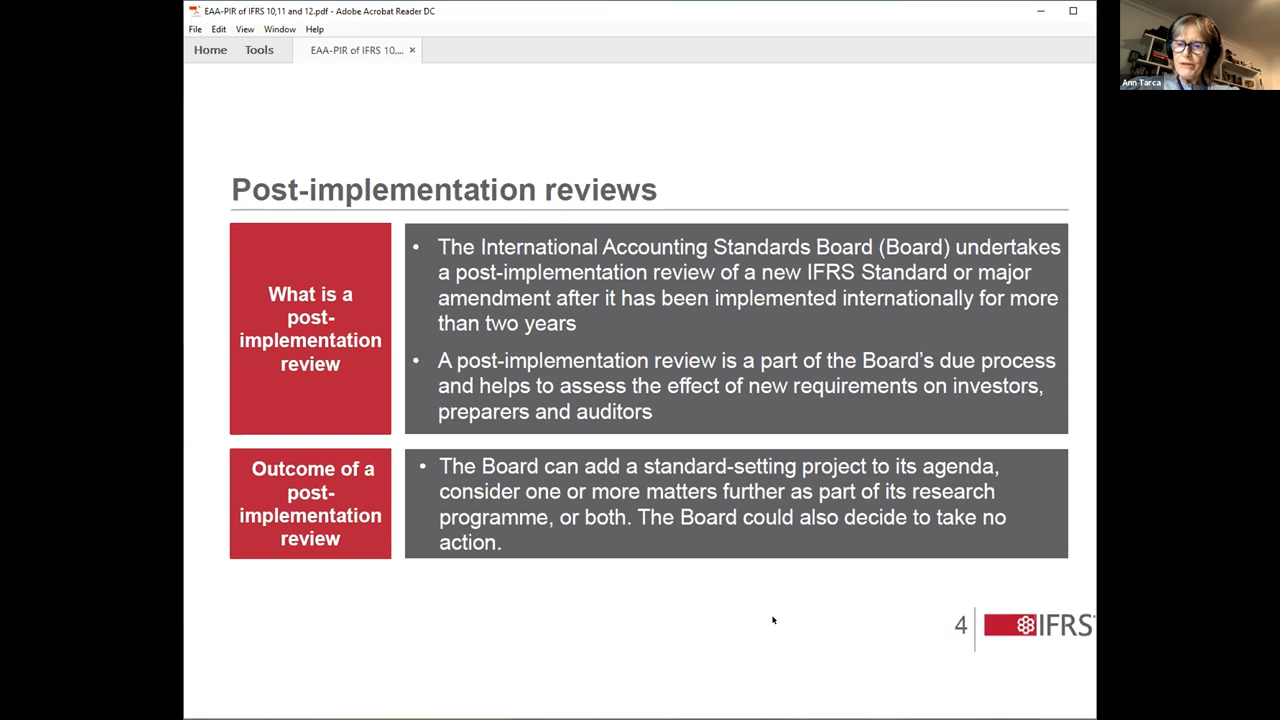 EAA-PIR of IFRS 10,11 and 12.pdf - Adobe Acrobat Reader DC
File Edit View Window Help
Home Tools EAA-PIR of IFRS 10,... ×
Ann Tarca
Post-implementation reviews
What is a
post-
implementation
review
• The International Accounting Standards Board (Board) undertakes
a post-implementation review of a new IFRS Standard or major
amendment after it has been implemented internationally for more
than two years
• A post-implementation review is a part of the Board's due process
and helps to assess the effect of new requirements on investors,
preparers and auditors
Outcome of a
post-
implementation
review
• The Board can add a standard-setting project to its agenda,
consider one or more matters further as part of its research
programme, or both. The Board could also decide to take no
action.
4
IFRS